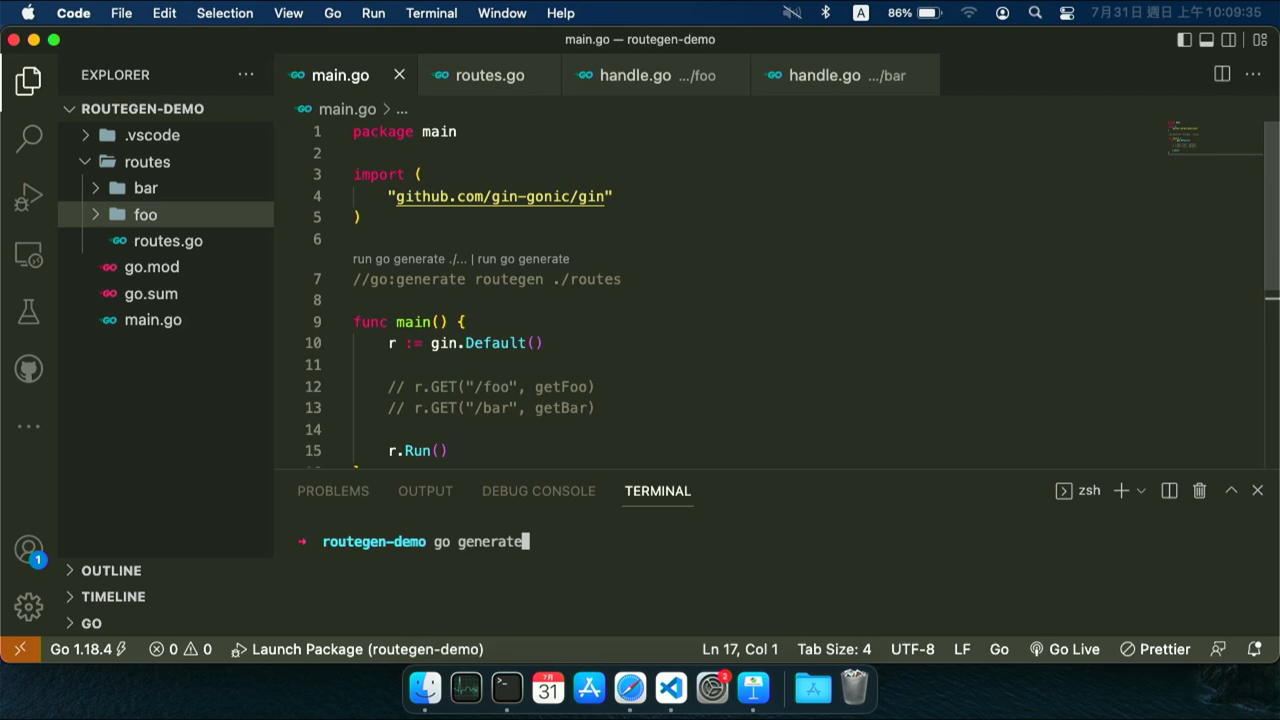 Code File Edit Selection View Go Run Terminal Window Help A 86% 7月31日 週日 上午10:09:35
main.go — routegen-demo
EXPLORER
main.go
routes.go
handle.go .../foo
handle.go .../bar
ROUTEGEN-DEMO
.vscode
routes
bar
foo
routes.go
go.mod
go.sum
main.go
main.go > ...
1 package main
2
3 import (
4 "github.com/gin-gonic/gin"
5 )
6
run go generate ./... | run go generate
7 //go:generate routegen ./routes
8
9 func main() {
10 r := gin.Default()
11
12 // r.GET("/foo", getFoo)
13 // r.GET("/bar", getBar)
14
15 r.Run()
PROBLEMS OUTPUT DEBUG CONSOLE TERMINAL zsh
→ routegen-demo go generate
1
OUTLINE
TIMELINE
GO
Go 1.18.4 0 0 Launch Package (routegen-demo) Ln 17, Col 1 Tab Size: 4 UTF-8 LF Go Go Live Prettier
7月
31
2